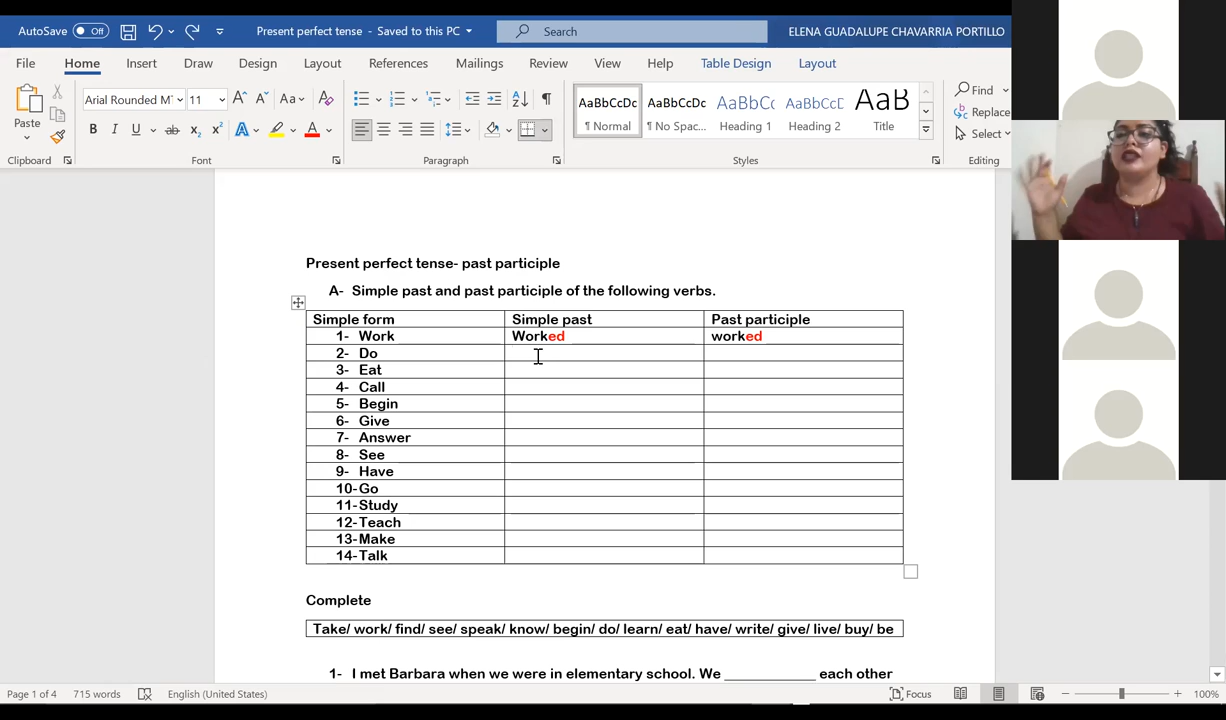 AutoSave Off Present perfect tense - Saved to this PC Search ELENA GUADALUPE CHAVARRIA PORTILLO
File Home Insert Draw Design Layout References Mailings Review View Help Table Design Layout
Paste
Clipboard
Arial Rounded M 11 Aa
B I U ab x₂ x² A A
Font
Paragraph
AaBbCcDc AaBbCcDc AaBbCc AaBbCcC AaB
¶ Normal ¶ No Spac... Heading 1 Heading 2 Title
Styles
Find
Replace
Select
Editing
Present perfect tense- past participle
A- Simple past and past participle of the following verbs.
Simple form Simple past Past participle
1- Work Worked worked
2- Do
3- Eat
4- Call
5- Begin
6- Give
7- Answer
8- See
9- Have
10-Go
11-Study
12-Teach
13-Make
14-Talk
Complete
Take/ work/ find/ see/ speak/ know/ begin/ do/ learn/ eat/ have/ write/ give/ live/ buy/ be
1- I met Barbara when we were in elementary school. We ____________ each other
Page 1 of 4 715 words English (United States) Focus 100%